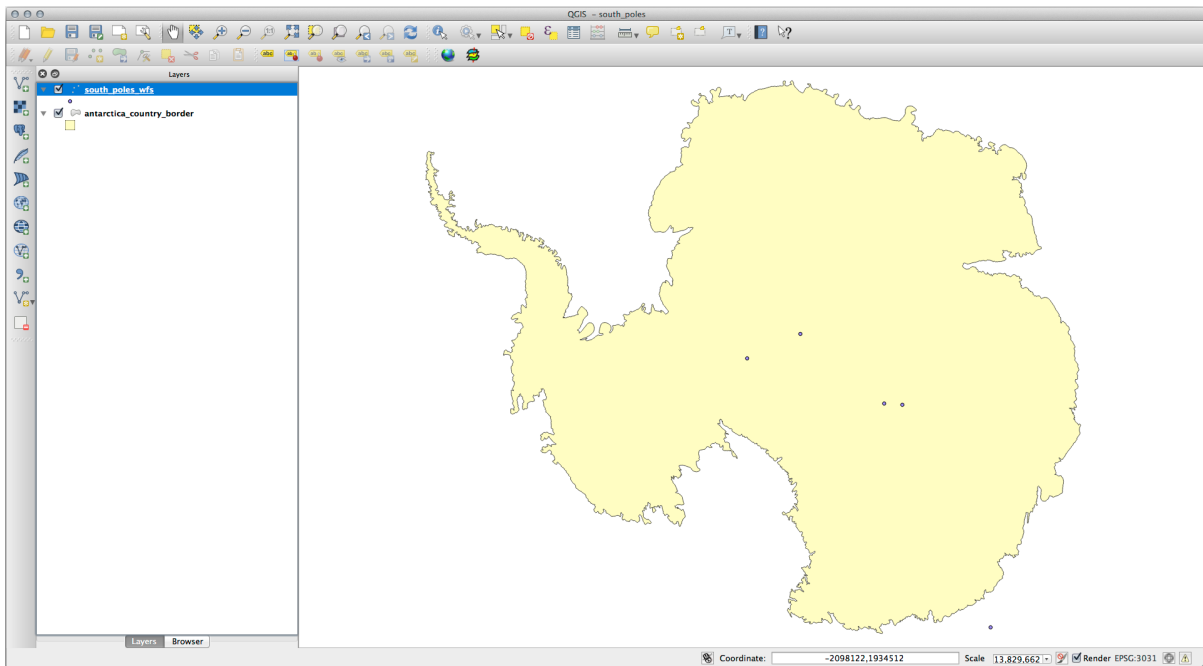 QGIS - south_poles
Layers
south_poles_wfs
antarctica_country_border
Layers Browser
Coordinate: -2098122,1934512 Scale 13,829,662 Render EPSG:3031